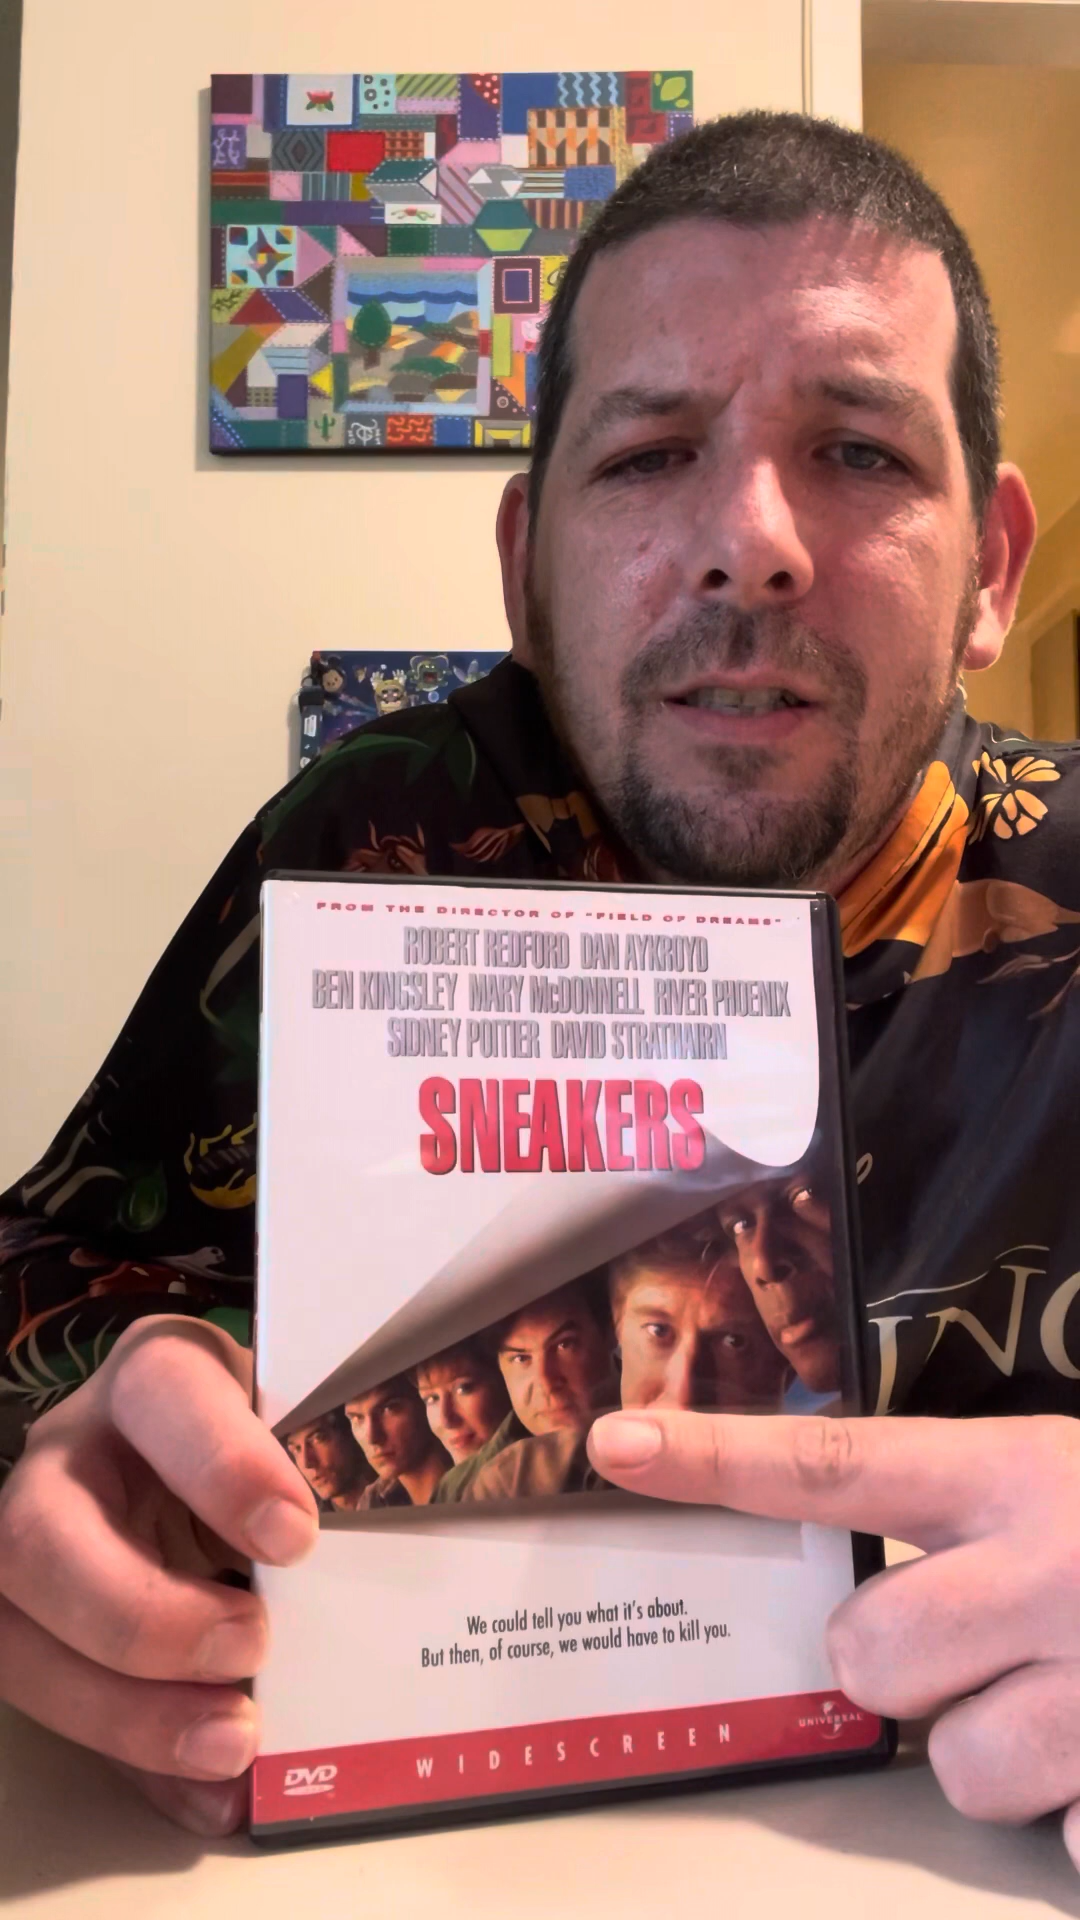 FROM THE DIRECTOR OF "FIELD OF DREAMS"
ROBERT REDFORD DAN AYKROYD
BEN KINGSLEY MARY McDONNELL RIVER PHOENIX
SIDNEY POITIER DAVID STRATHAIRN
SNEAKERS
We could tell you what it's about.
But then, of course, we would have to kill you.
DVD WIDESCREEN UNIVERSAL